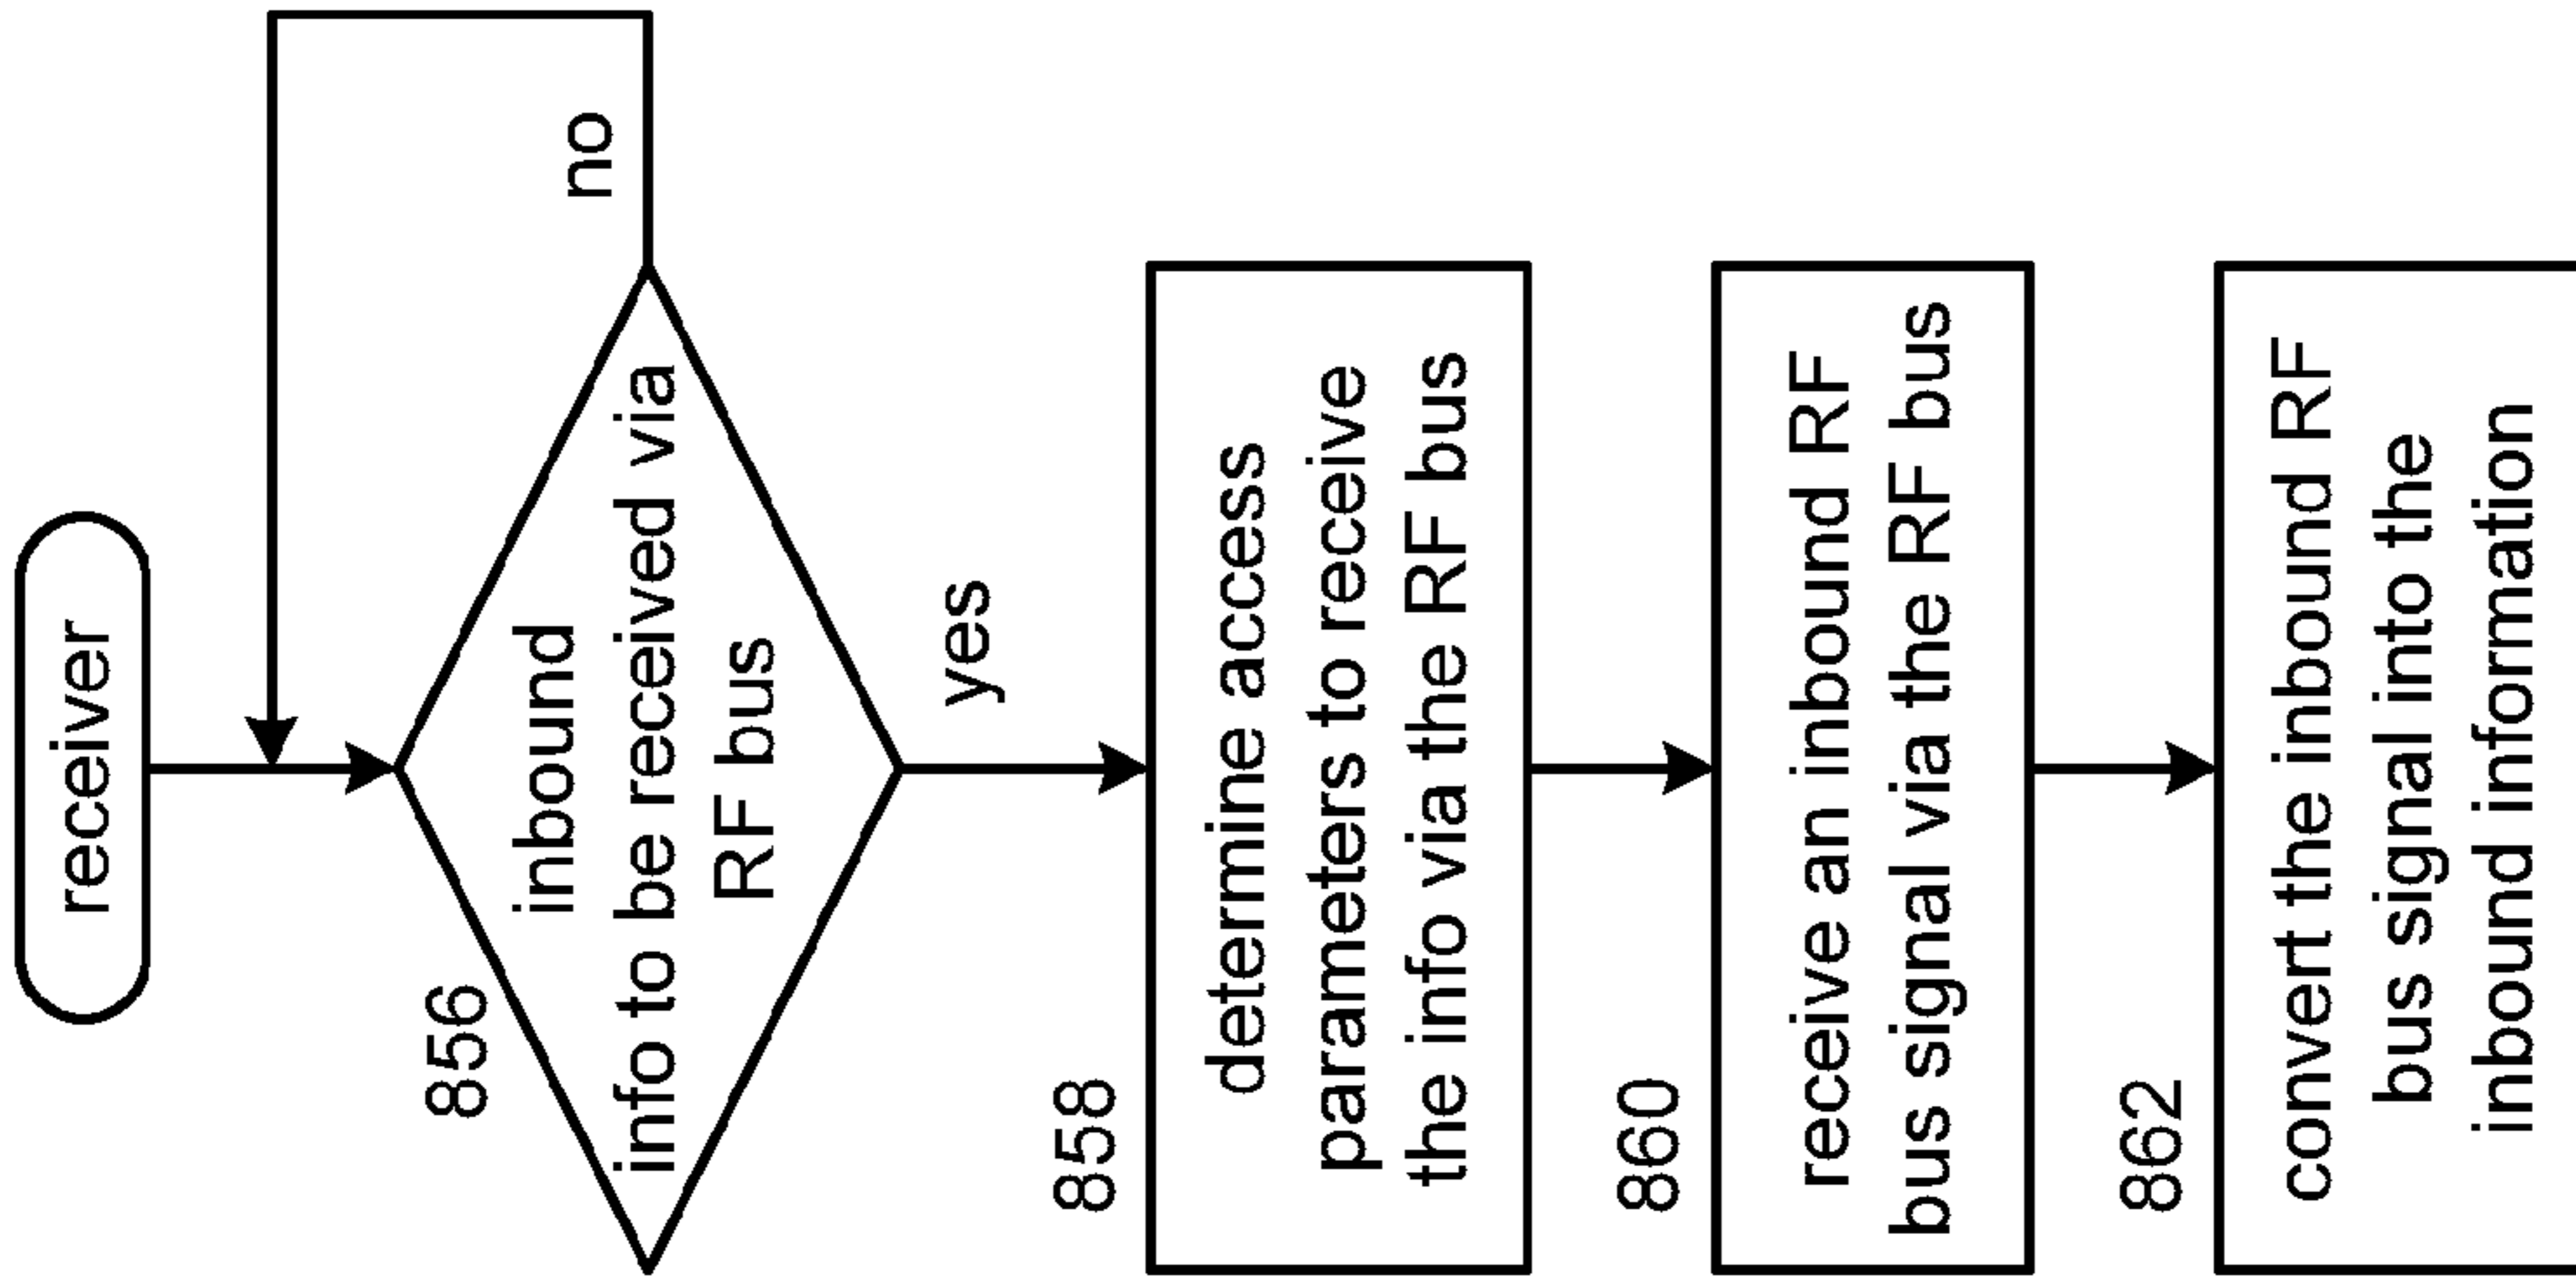 receiver
856
inbound
info to be received via
RF bus
no
yes
858
determine access
parameters to receive
the info via the RF bus
860
receive an inbound RF
bus signal via the RF bus
862
convert the inbound RF
bus signal into the
inbound information